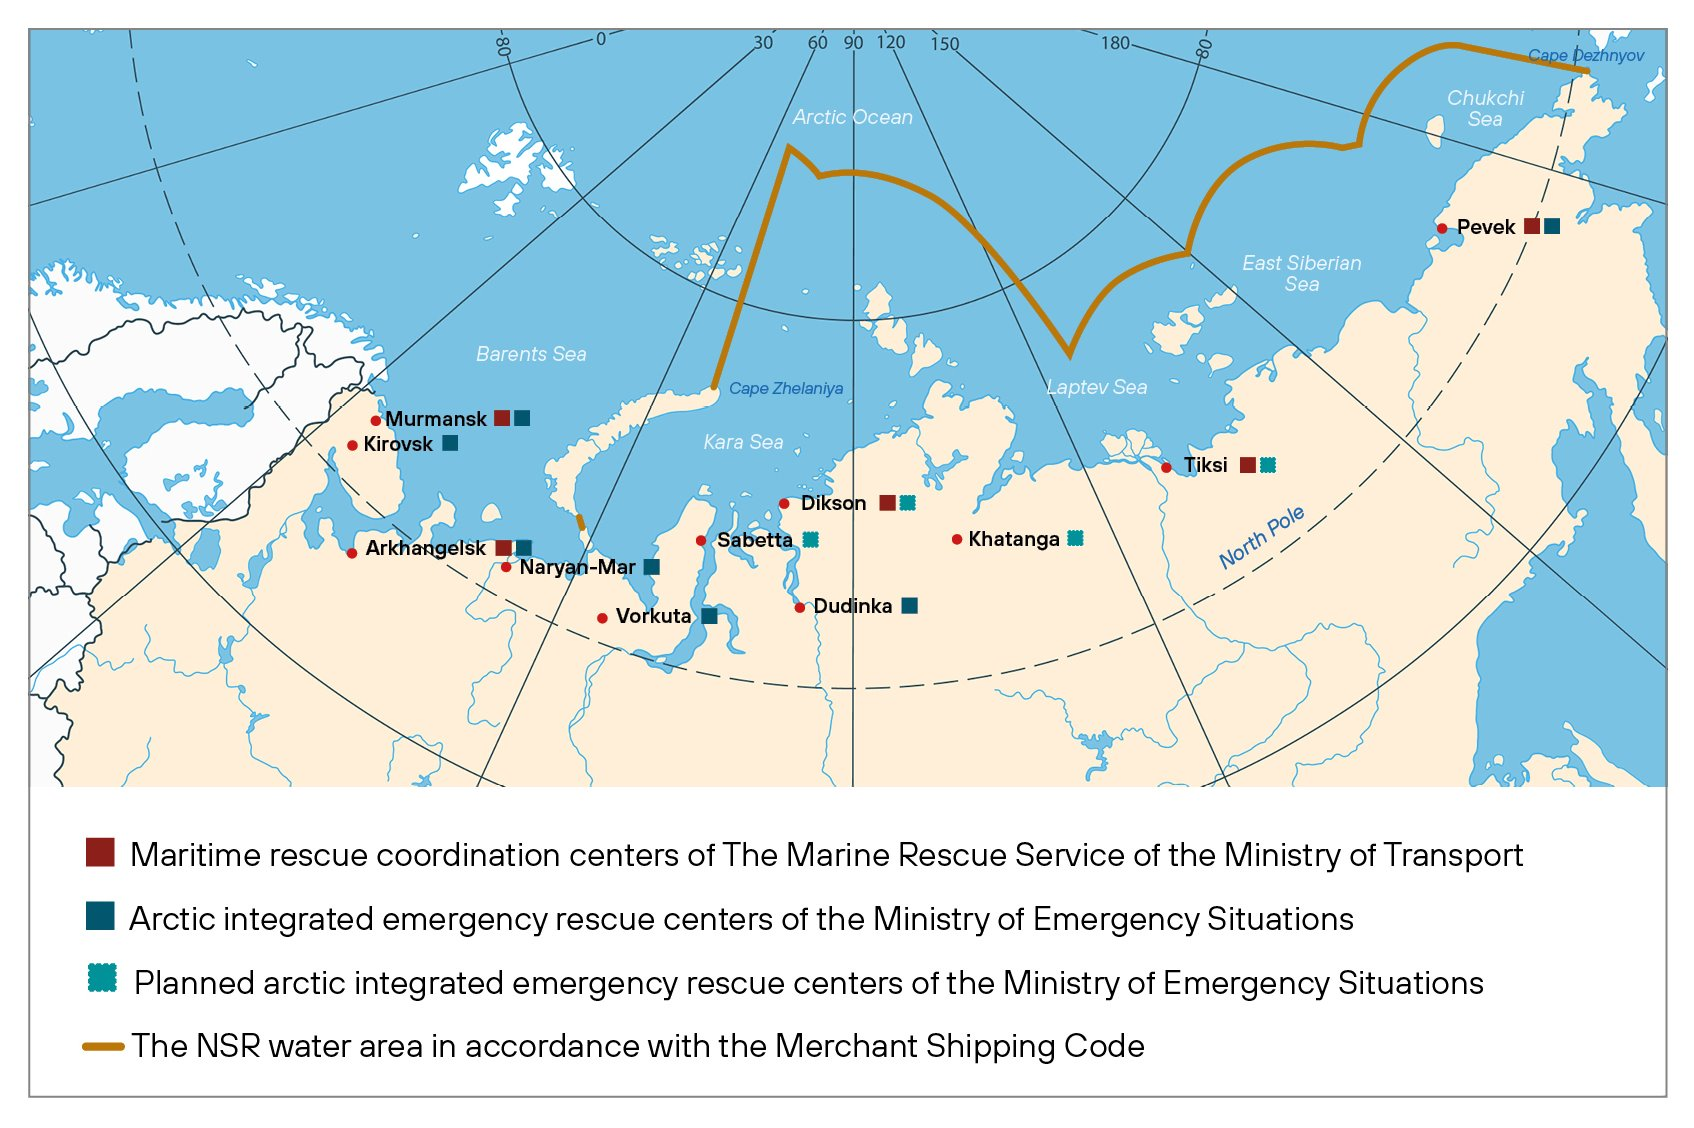 80
0
30
60
90
120
150
180
80
Cape Dezhnyov
Chukchi
Sea
Arctic Ocean
Pevek
East Siberian
Sea
Barents Sea
Cape Zhelaniya
Laptev Sea
Murmansk
Kirovsk
Kara Sea
Tiksi
Dikson
Sabetta
Khatanga
North Pole
Arkhangelsk
Naryan-Mar
Dudinka
Vorkuta
Maritime rescue coordination centers of The Marine Rescue Service of the Ministry of Transport
Arctic integrated emergency rescue centers of the Ministry of Emergency Situations
Planned arctic integrated emergency rescue centers of the Ministry of Emergency Situations
The NSR water area in accordance with the Merchant Shipping Code